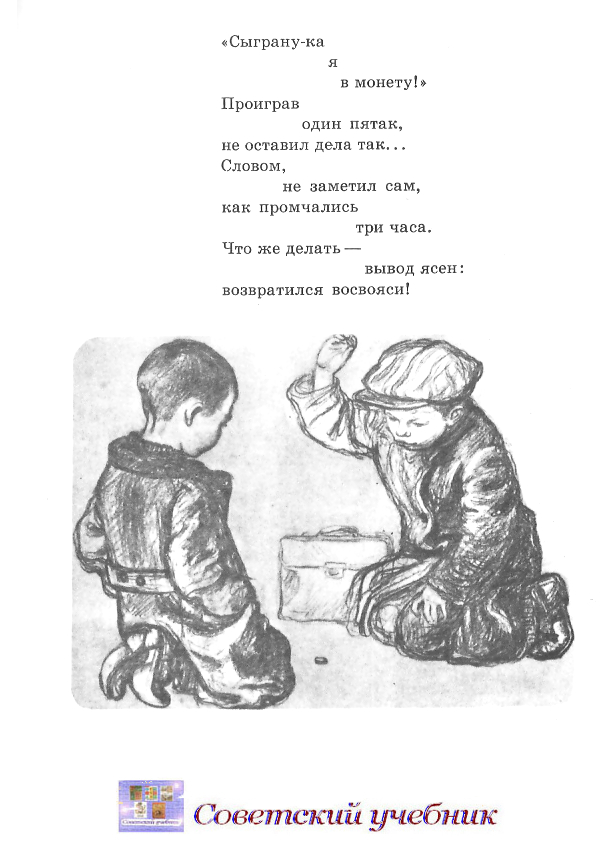 «Сыграну-ка
я
в монету!»
Проиграв
один пятак,
не оставил дела так...
Словом,
не заметил сам,
как промчались
три часа.
Что же делать —
вывод ясен:
возвратился восвояси!
Советский учебник